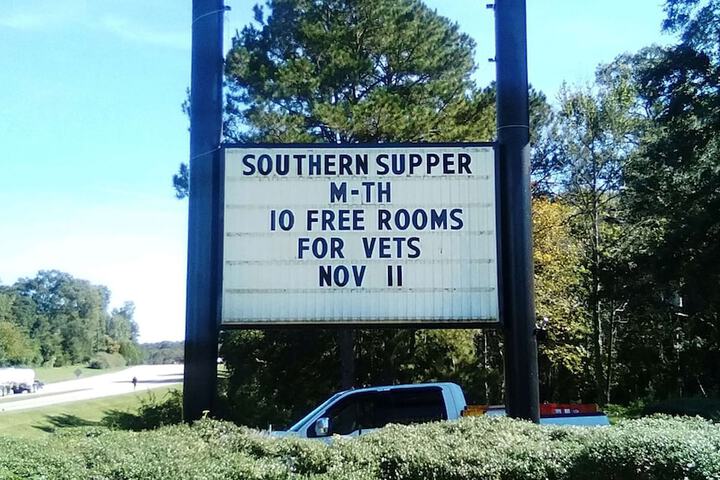 SOUTHERN SUPPER
M-TH
10 FREE ROOMS
FOR VETS
NOV 11